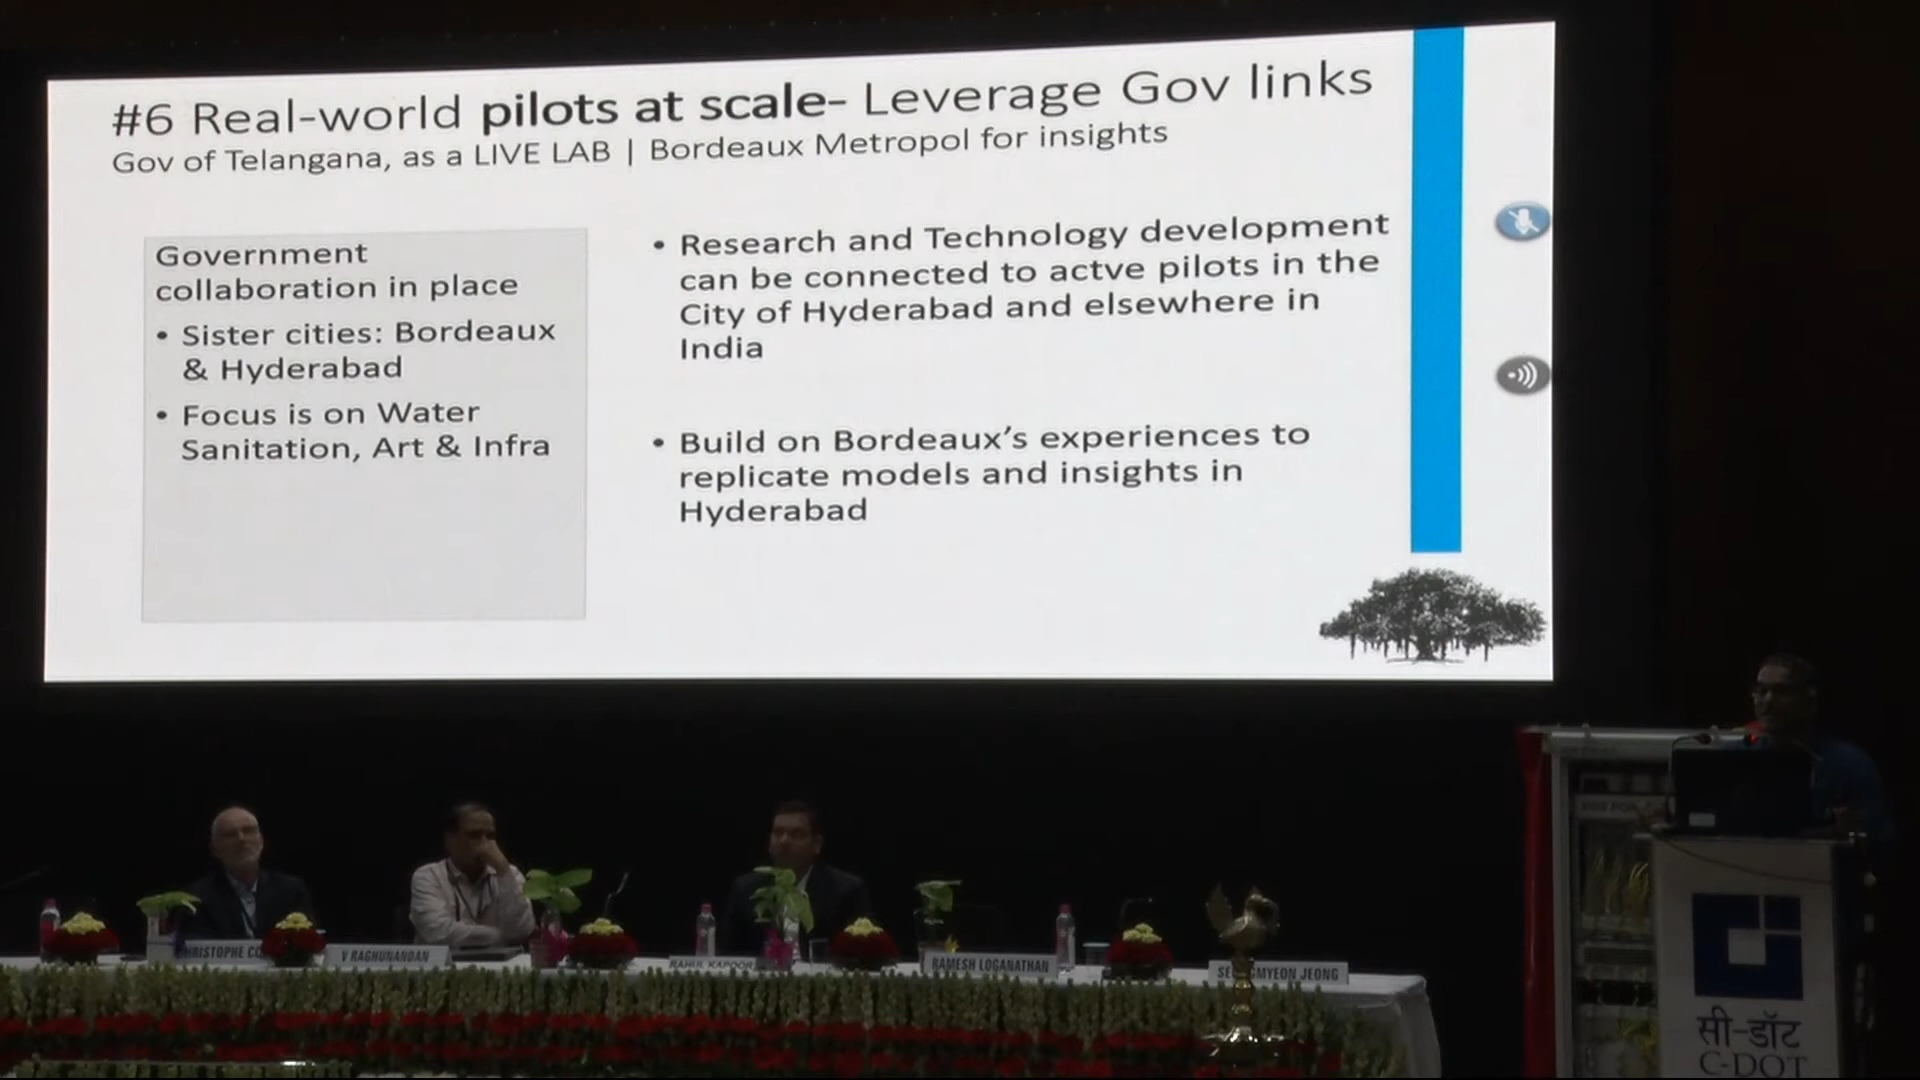 #6 Real-world pilots at scale- Leverage Gov links
Gov of Telangana, as a LIVE LAB | Bordeaux Metropol for insights
Government
collaboration in place
• Sister cities: Bordeaux
& Hyderabad
• Focus is on Water
Sanitation, Art & Infra
• Research and Technology development
can be connected to actve pilots in the
City of Hyderabad and elsewhere in
India
• Build on Bordeaux's experiences to
replicate models and insights in
Hyderabad
V RAGHUNANDAN
RAHUL KAPOOR
RAMESH LOGANATHAN
JEONG
सी-डॉट
C-DOT